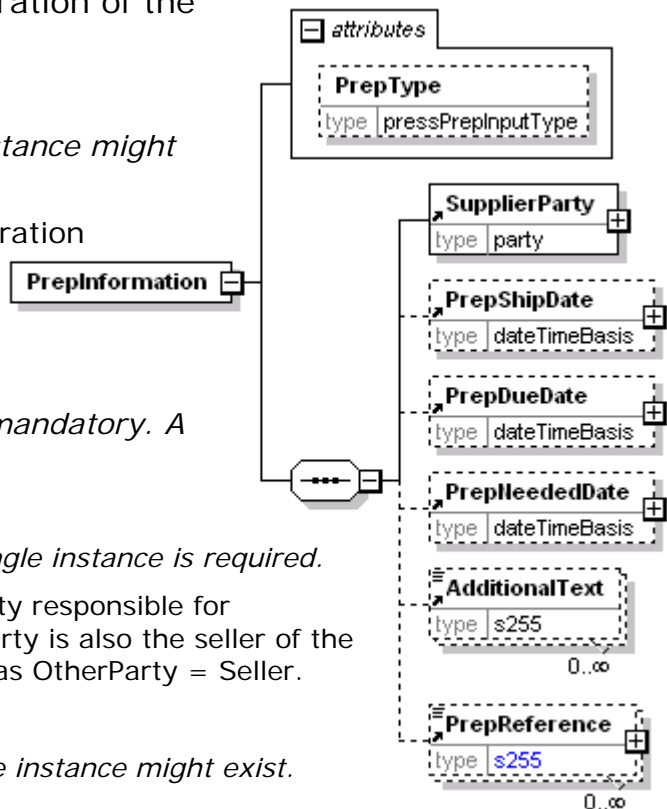 ration of the
stance might
ration
mandatory. A
ngle instance is required.
ty responsible for
arty is also the seller of the
as OtherParty = Seller.
e instance might exist.
PrepInformation
attributes
PrepType
type pressPrepInputType
SupplierParty
type party
PrepShipDate
type dateTimeBasis
PrepDueDate
type dateTimeBasis
PrepNeededDate
type dateTimeBasis
AdditionalText
type s255
0..∞
PrepReference
type s255
0..∞